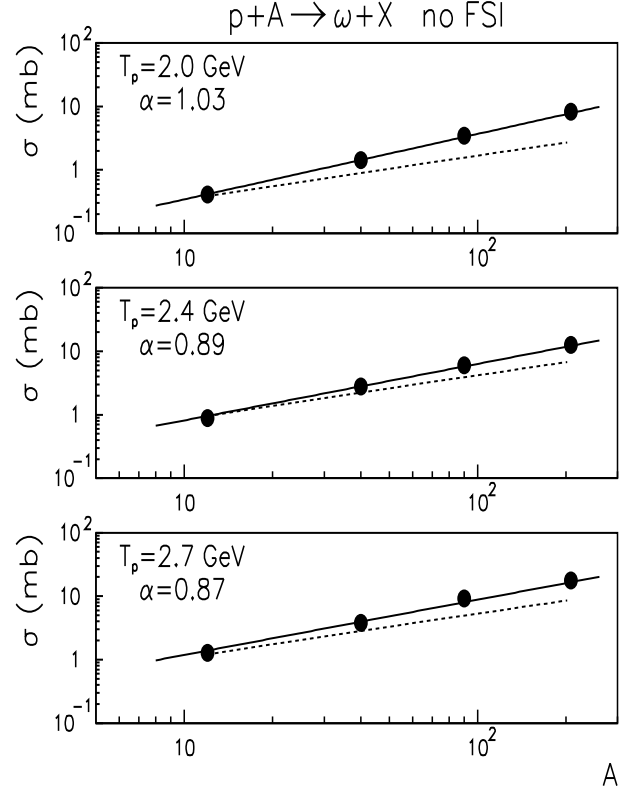 p+A → ω+X no FSI
σ (mb)
10²
10
1
10⁻¹
T_p=2.0 GeV
α=1.03
10 10²
σ (mb)
10²
10
1
10⁻¹
T_p=2.4 GeV
α=0.89
10 10²
σ (mb)
10²
10
1
10⁻¹
T_p=2.7 GeV
α=0.87
10 10²
A